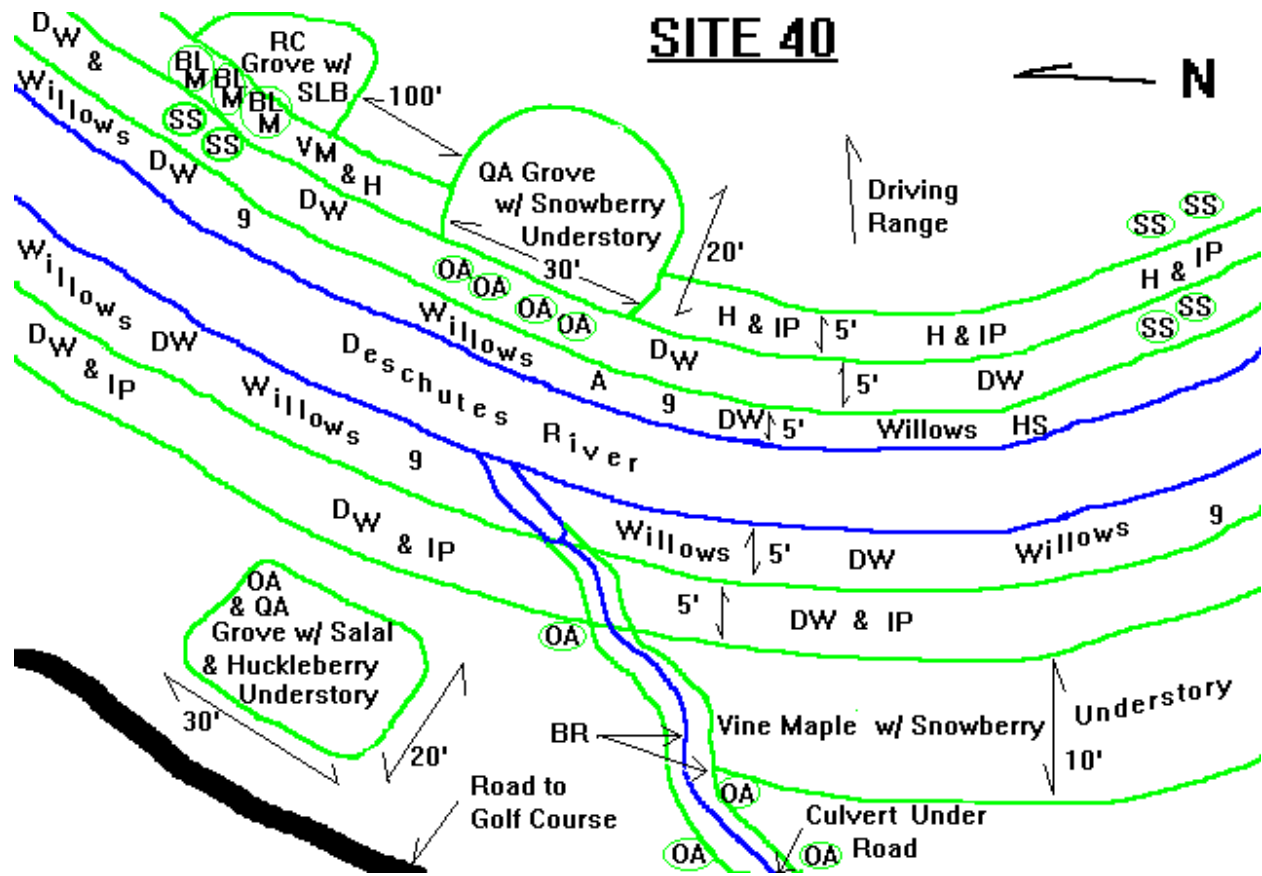 SITE 40
N
DW
&
Willows
DW
9
BL
M
BL
M
BL
M
SS
SS
RC
Grove w/
SLB
100'
VM
& H
DW
QA Grove
w/ Snowberry
Understory
30'
20'
Driving
Range
SS
SS
H & IP
SS
SS
H & IP
5'
H & IP
OA
OA
OA
OA
DW
5'
DW
Willows
A
9
DW
5'
Willows
HS
Deschutes
River
Willows
DW
Willows
9
Willows
5'
DW
Willows
9
DW
& IP
DW
& IP
5'
DW & IP
OA
& QA
Grove w/ Salal
& Huckleberry
Understory
30'
20'
OA
BR
Vine Maple w/ Snowberry
Understory
10'
OA
Road to
Golf Course
Culvert Under
Road
OA
OA